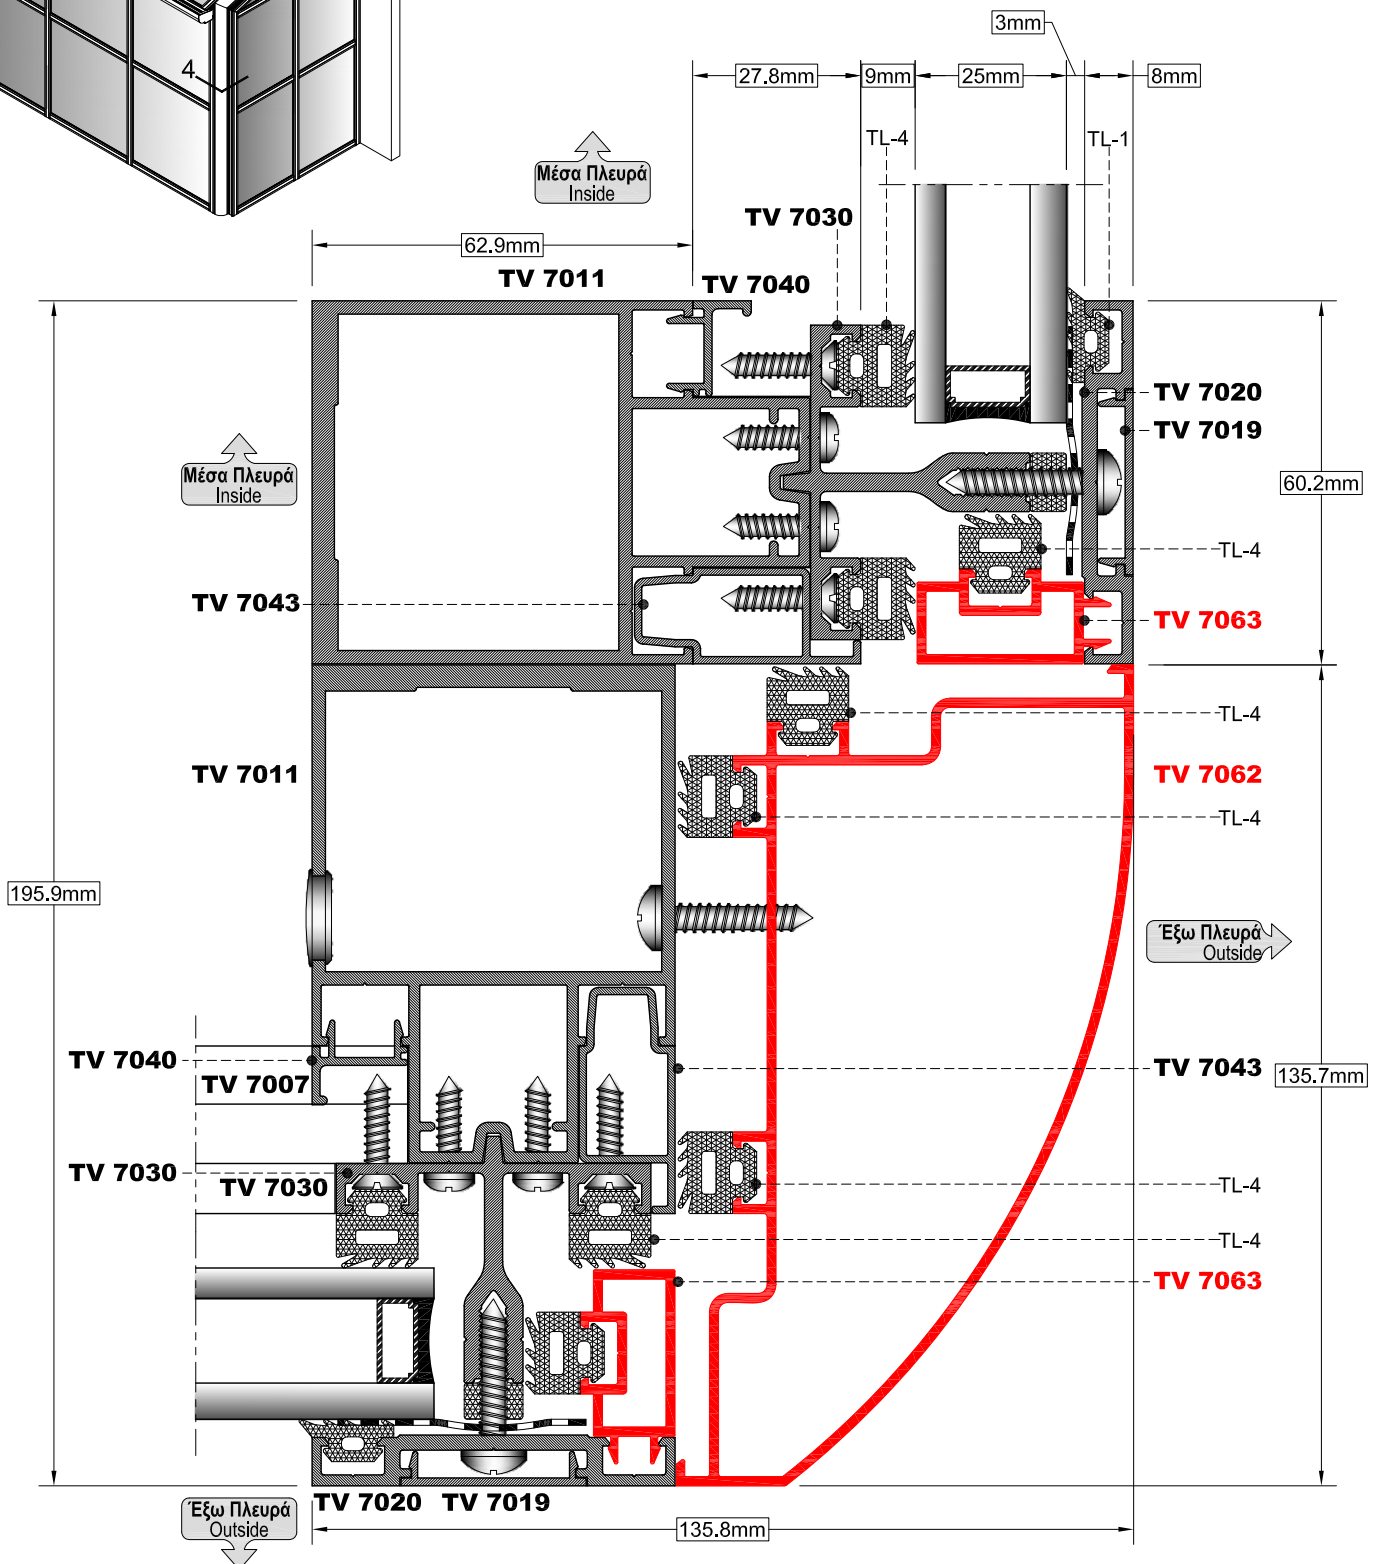 3mm
27.8mm
9mm
25mm
8mm
4
TL-4
TL-1
Μέσα Πλευρά
Inside
TV 7030
62.9mm
TV 7011
TV 7040
TV 7020
TV 7019
Μέσα Πλευρά
Inside
60.2mm
TL-4
TV 7043
TV 7063
TL-4
TV 7011
TV 7062
TL-4
195.9mm
Έξω Πλευρά
Outside
TV 7040
TV 7007
TV 7043
135.7mm
TV 7030
TV 7030
TL-4
TL-4
TV 7063
TV 7020
TV 7019
Έξω Πλευρά
Outside
135.8mm